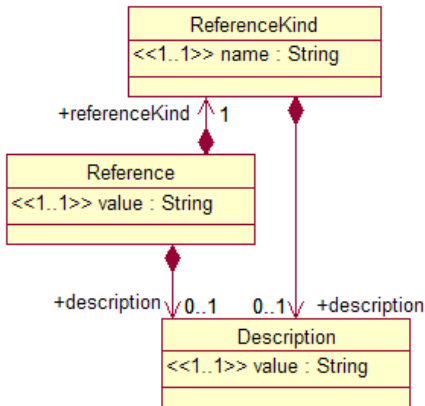 ReferenceKind
<<1..1>> name : String
+referenceKind 1
Reference
<<1..1>> value : String
+description 0..1 0..1 +description
Description
<<1..1>> value : String